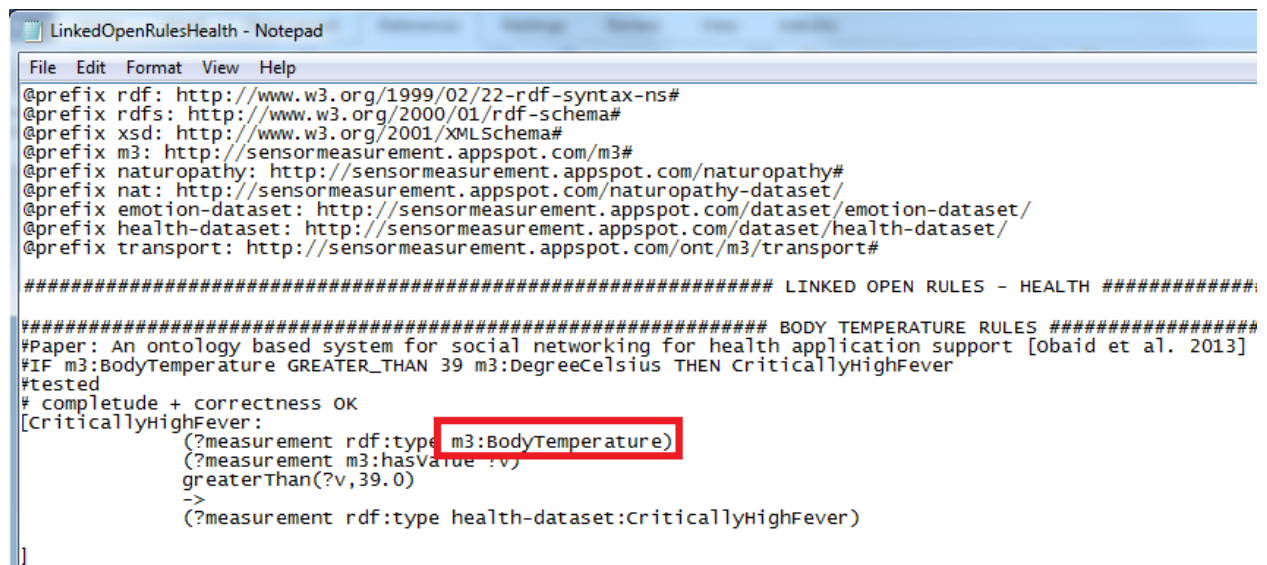 LinkedOpenRulesHealth - Notepad
File Edit Format View Help
@prefix rdf: http://www.w3.org/1999/02/22-rdf-syntax-ns#
@prefix rdfs: http://www.w3.org/2000/01/rdf-schema#
@prefix xsd: http://www.w3.org/2001/XMLSchema#
@prefix m3: http://sensormeasurement.appspot.com/m3#
@prefix naturopathy: http://sensormeasurement.appspot.com/naturopathy#
@prefix nat: http://sensormeasurement.appspot.com/naturopathy-dataset/
@prefix emotion-dataset: http://sensormeasurement.appspot.com/dataset/emotion-dataset/
@prefix health-dataset: http://sensormeasurement.appspot.com/dataset/health-dataset/
@prefix transport: http://sensormeasurement.appspot.com/ont/m3/transport#
################################################################ LINKED OPEN RULES - HEALTH #############
################################################################ BODY TEMPERATURE RULES ##################
#Paper: An ontology based system for social networking for health application support [Obaid et al. 2013]
#IF m3:BodyTemperature GREATER_THAN 39 m3:DegreeCelsius THEN CriticallyHighFever
#tested
# completude + correctness OK
[CriticallyHighFever:
(?measurement rdf:type m3:BodyTemperature)
(?measurement m3:hasValue ?v)
greaterThan(?v,39.0)
->
(?measurement rdf:type health-dataset:CriticallyHighFever)
]